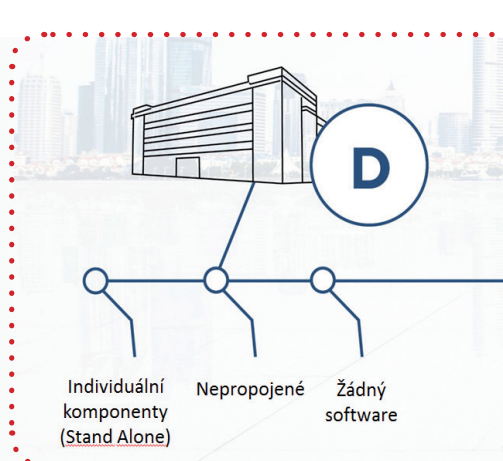 D
Individuální
komponenty
(Stand Alone)
Nepropojené
Žádný
software